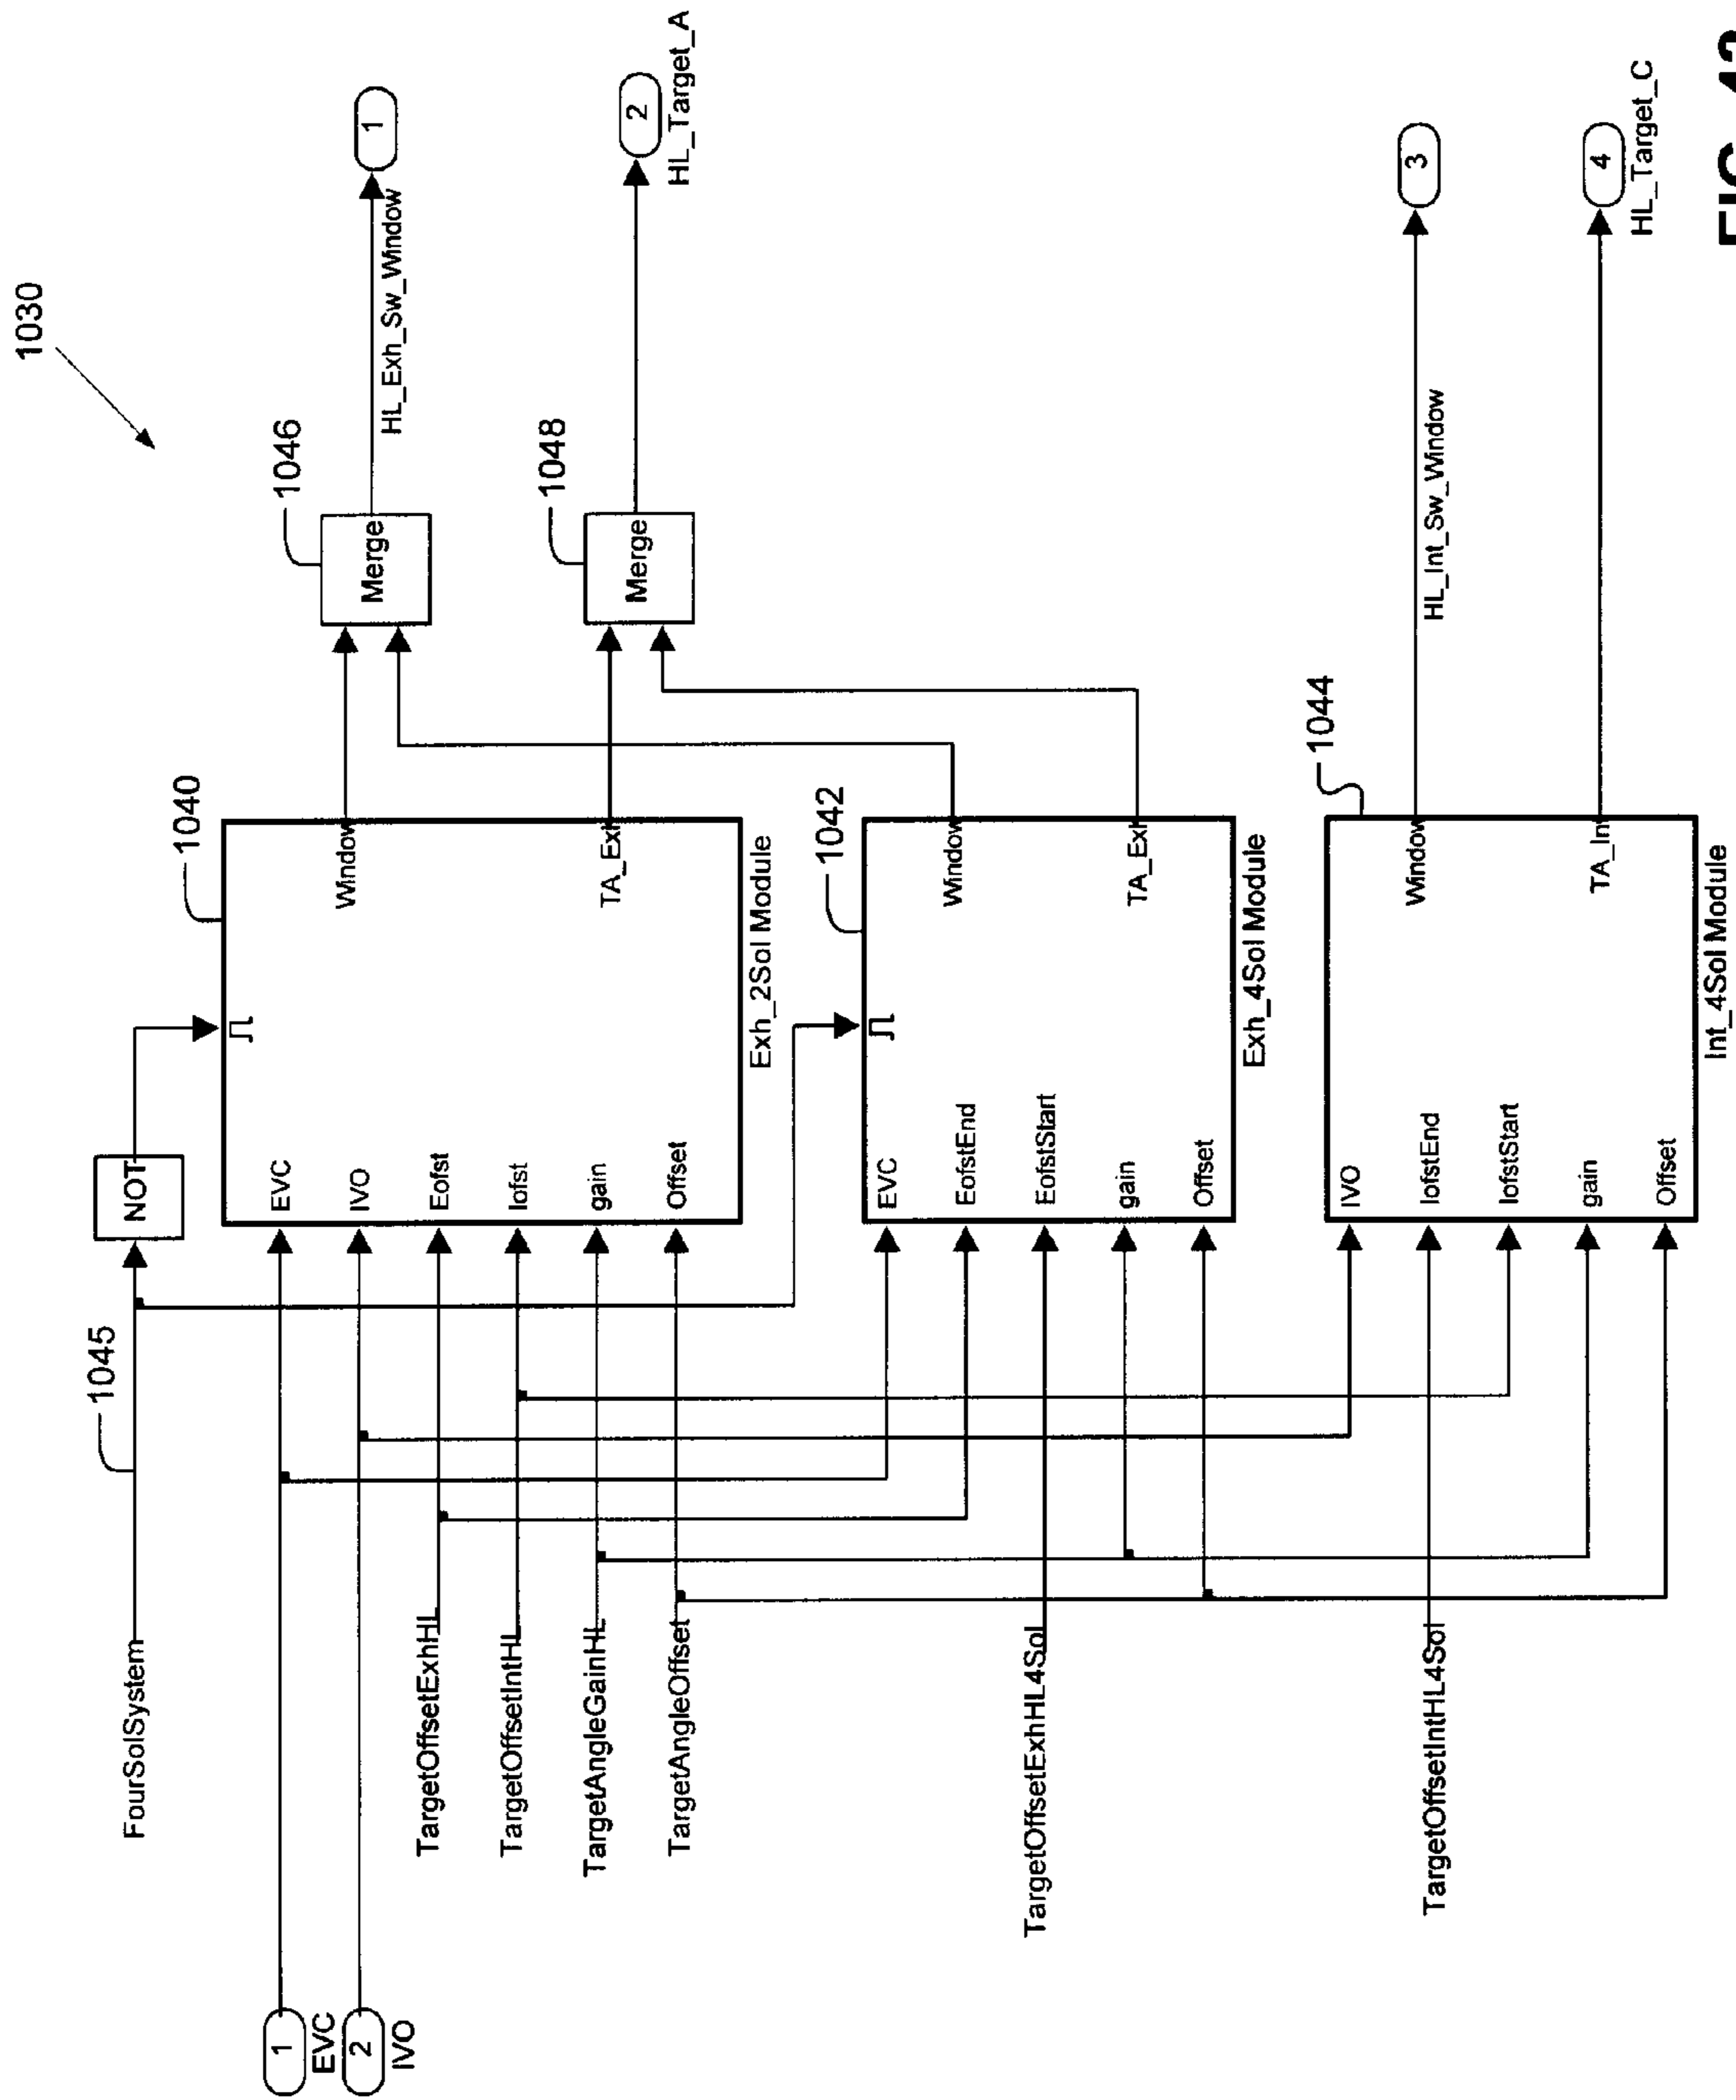 1030
FourSolSystem
1045
NOT
1
EVC
2
IVO
TargetOffsetExhHL
TargetOffsetIntHL
TargetAngleGainHL
TargetAngleOffset
TargetOffsetExhHL4Sol
TargetOffsetIntHL4Sol
1040
EVC
IVO
Eofst
Iofst
gain
Offset
Window
TA_Exh
Exh_2Sol Module
1042
EVC
EofstEnd
EofstStart
gain
Offset
Window
TA_Exh
Exh_4Sol Module
1044
IVO
IofstEnd
IofstStart
gain
Offset
Window
TA_Int
Int_4Sol Module
1046
Merge
1048
Merge
HL_Exh_Sw_Window
1
2
HL_Target_A
HL_Int_Sw_Window
3
4
HL_Target_C
FIG